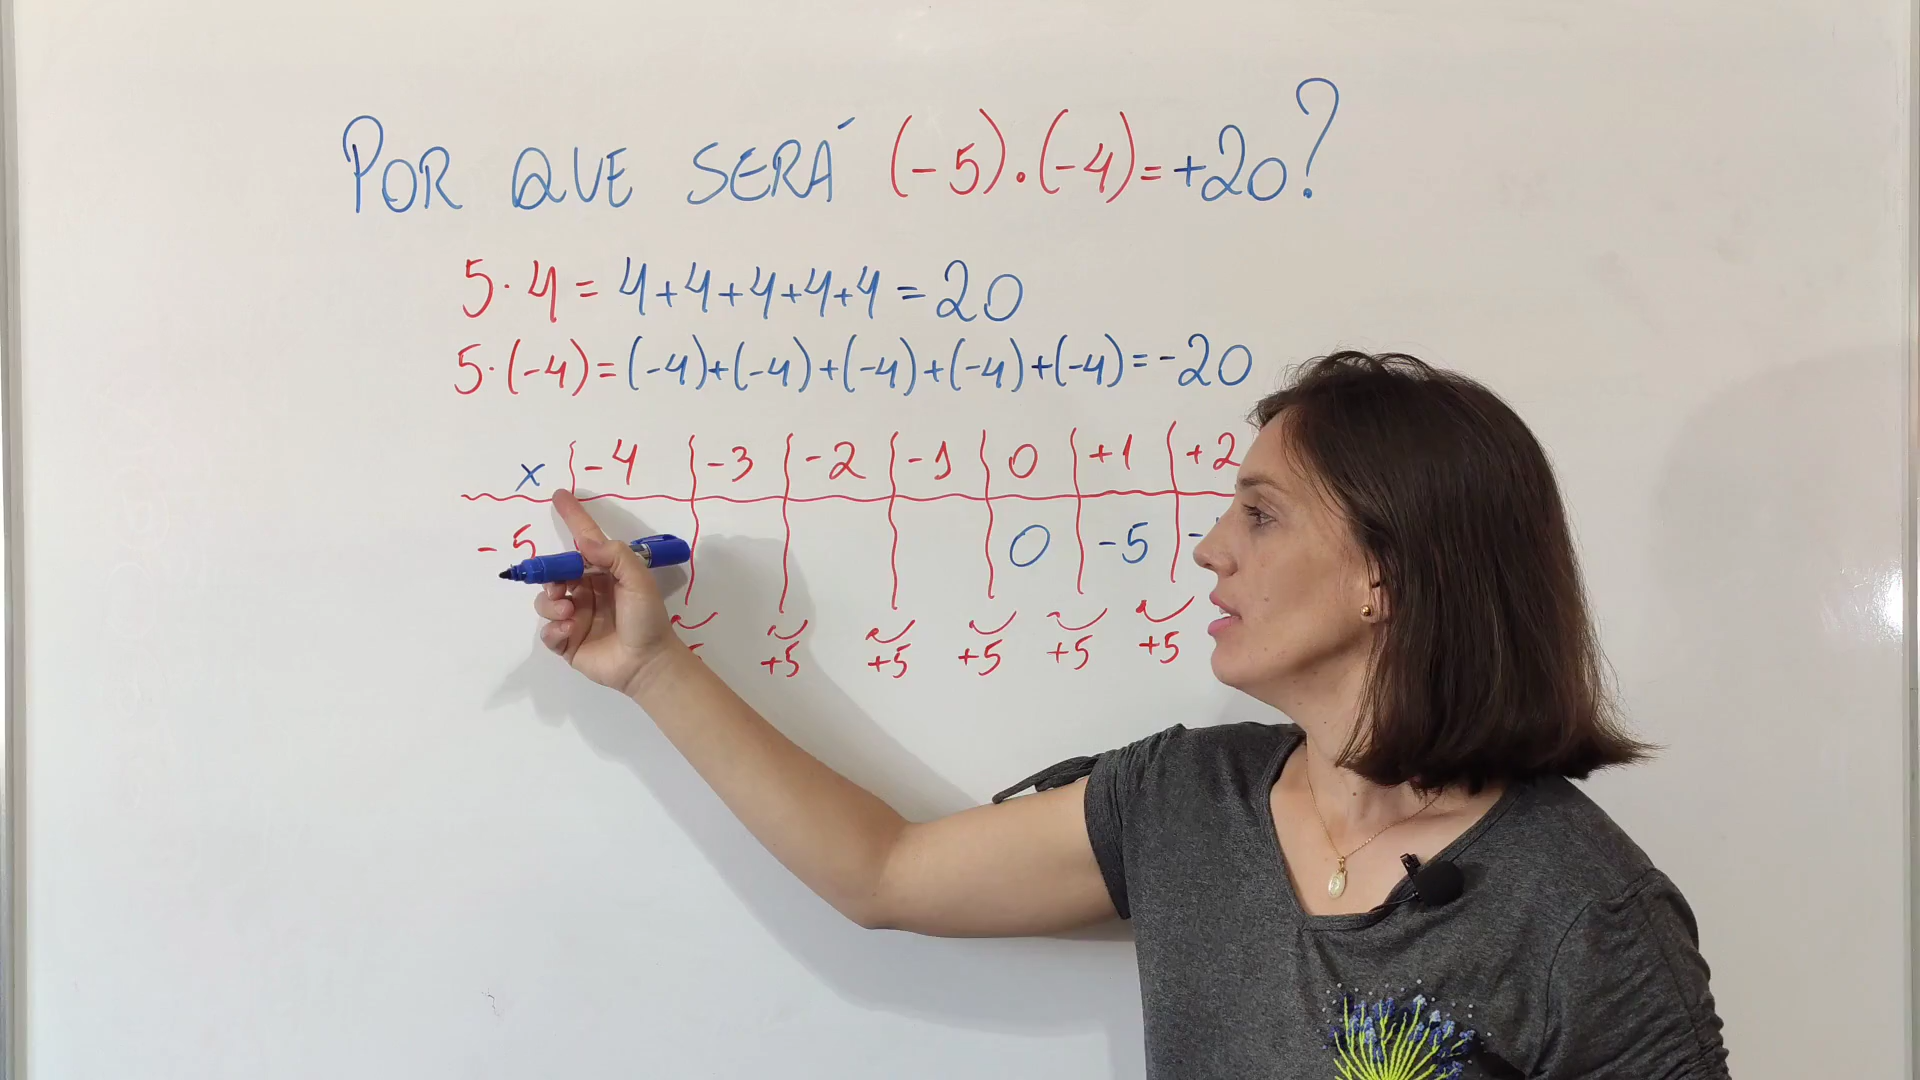 POR QUE SERÁ (-5).(-4)=+20?
5.4=4+4+4+4+4=20
5.(-4)=(-4)+(-4)+(-4)+(-4)+(-4)=-20
x -4 -3 -2 -1 0 +1 +2
-5 0 -5 -
5 +5 +5 +5 +5 +5